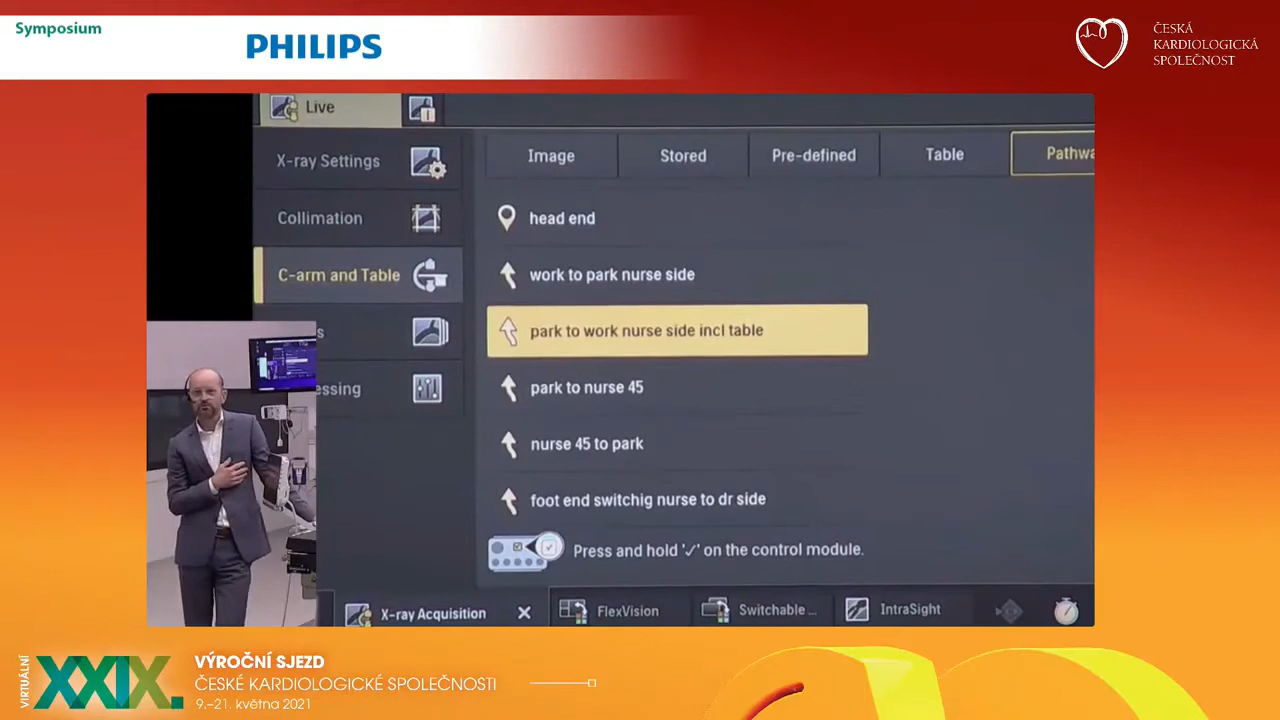 Symposium
PHILIPS
ČESKÁ
KARDIOLOGICKÁ
SPOLEČNOST
Live
X-ray Settings
Collimation
C-arm and Table
Image
Stored
Pre-defined
Table
Pathwa
head end
work to park nurse side
park to work nurse side incl table
park to nurse 45
nurse 45 to park
foot end switchig nurse to dr side
Press and hold '✓' on the control module.
s
essing
X-ray Acquisition
FlexVision
Switchable ...
IntraSight
VIRTUÁLNÍ
XXIX.
VÝROČNÍ SJEZD
ČESKÉ KARDIOLOGICKÉ SPOLEČNOSTI
9.–21. května 2021